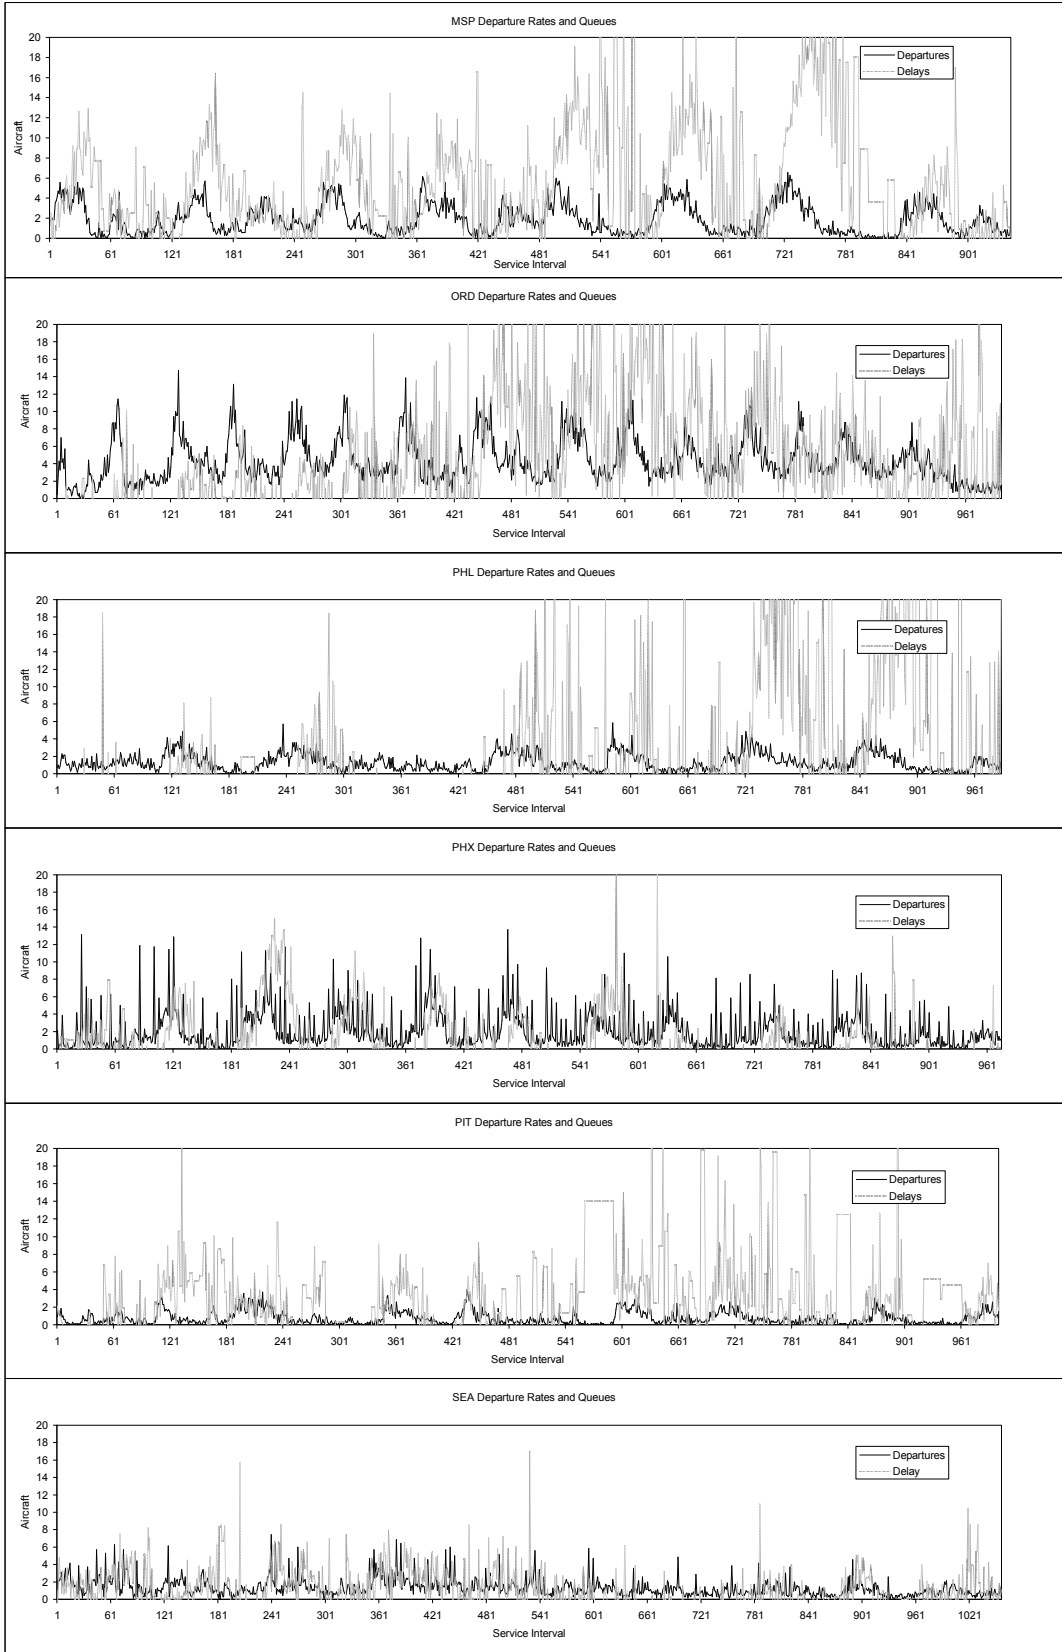 MSP Departure Rates and Queues
20
18
16
14
12
10
8
6
4
2
0
Aircraft
Departures
Delays
1 61 121 181 241 301 361 421 481 541 601 661 721 781 841 901
Service Interval
ORD Departure Rates and Queues
20
18
16
14
12
10
8
6
4
2
0
Aircraft
Departures
Delays
1 61 121 181 241 301 361 421 481 541 601 661 721 781 841 901 961
Service Interval
PHL Departure Rates and Queues
20
18
16
14
12
10
8
6
4
2
0
Aircraft
Depatures
Delays
1 61 121 181 241 301 361 421 481 541 601 661 721 781 841 901 961
Service Interval
PHX Departure Rates and Queues
20
18
16
14
12
10
8
6
4
2
0
Aircraft
Departures
Delays
1 61 121 181 241 301 361 421 481 541 601 661 721 781 841 901 961
Service Interval
PIT Departure Rates and Queues
20
18
16
14
12
10
8
6
4
2
0
Aircraft
Departures
Delays
1 61 121 181 241 301 361 421 481 541 601 661 721 781 841 901 961
Service Interval
SEA Departure Rates and Queues
20
18
16
14
12
10
8
6
4
2
0
Aircraft
Departures
Delay
1 61 121 181 241 301 361 421 481 541 601 661 721 781 841 901 961 1021
Service Interval